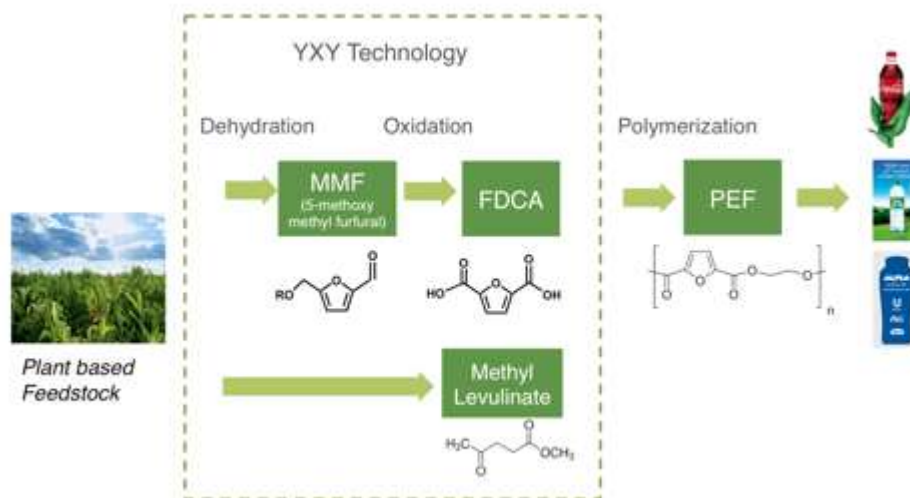 YXY Technology
Dehydration
Oxidation
Polymerization
MMF
(5-methoxy
methyl furfural)
FDCA
PEF
RO
O
O
HO
O
O
O
OH
O
O
O
O
O
n
Plant based
Feedstock
Methyl
Levulinate
H₂C
O
O
OCH₃